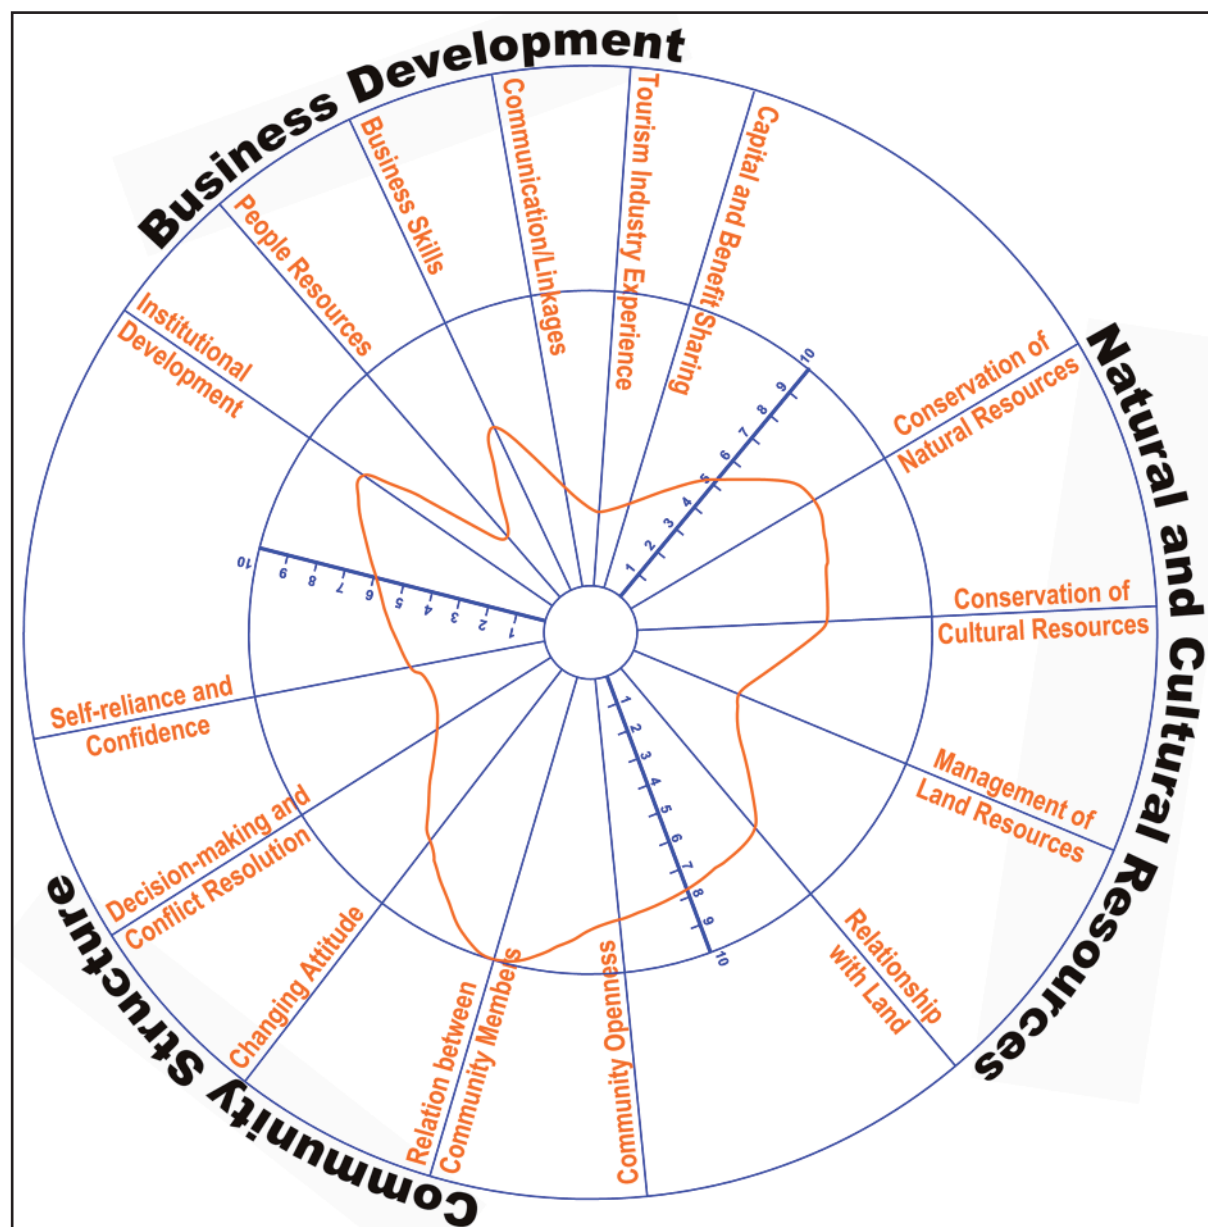 Business Development
Institutional
Development
People Resources
Business Skills
Communication/Linkages
Tourism Industry Experience
Capital and Benefit Sharing
Natural and Cultural Resources
Conservation of
Natural Resources
Conservation of
Cultural Resources
Management of
Land Resources
Relationship
with Land
Community Structure
Community Openness
Relation between
Community Members
Changing Attitude
Decision-making and
Conflict Resolution
Self-reliance and
Confidence
1 2 3 4 5 6 7 8 9 10
1 2 3 4 5 6 7 8 9 10
1 2 3 4 5 6 7 8 9 10